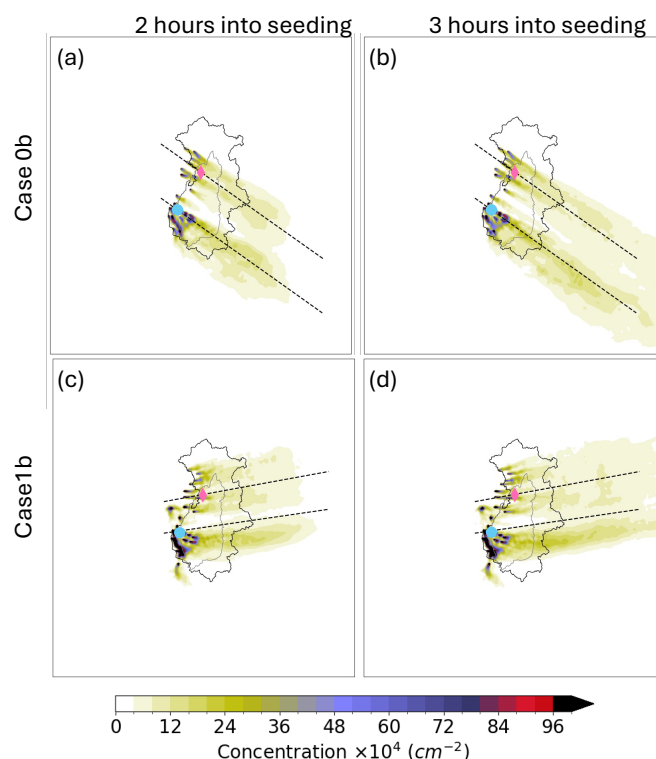 2 hours into seeding 3 hours into seeding
(a) (b)
Case 0b
(c) (d)
Case1b
0 12 24 36 48 60 72 84 96
Concentration ×10⁴ (cm⁻²)